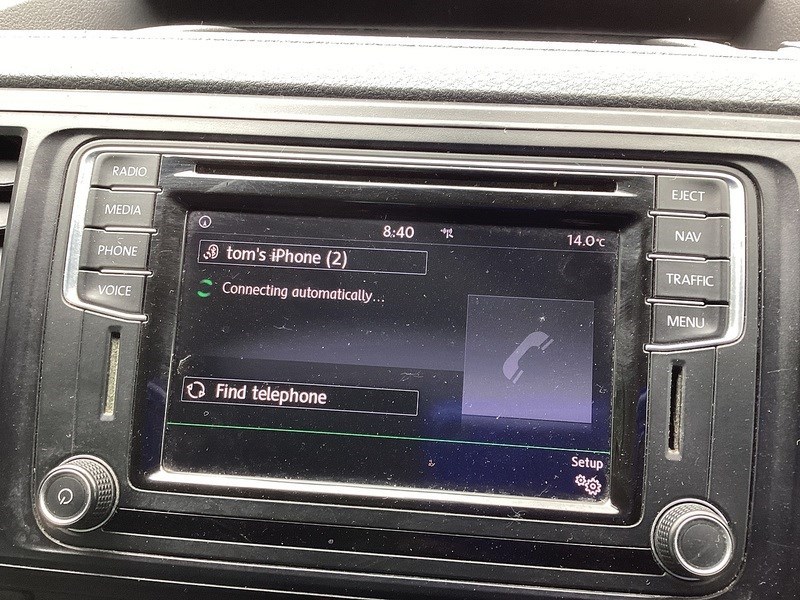 RADIO
MEDIA
PHONE
VOICE
8:40
14.0°C
tom's iPhone (2)
Connecting automatically...
Find telephone
Setup
EJECT
NAV
TRAFFIC
MENU